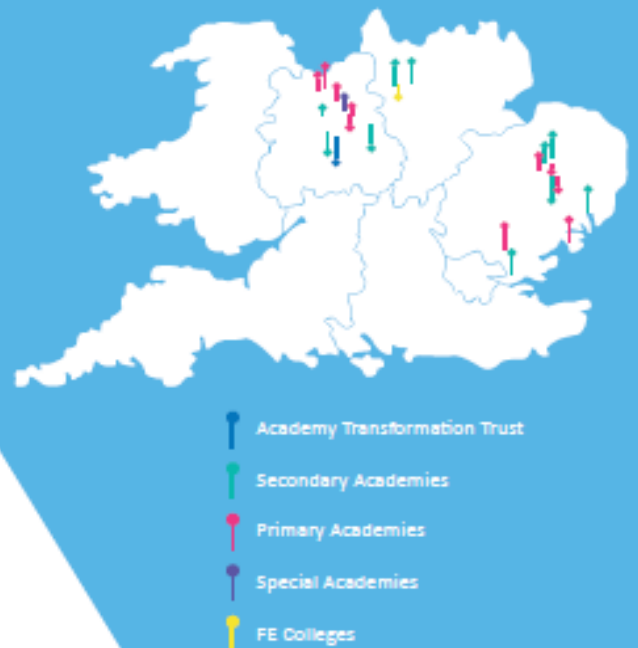 Academy Transformation Trust
Secondary Academies
Primary Academies
Special Academies
FE Colleges